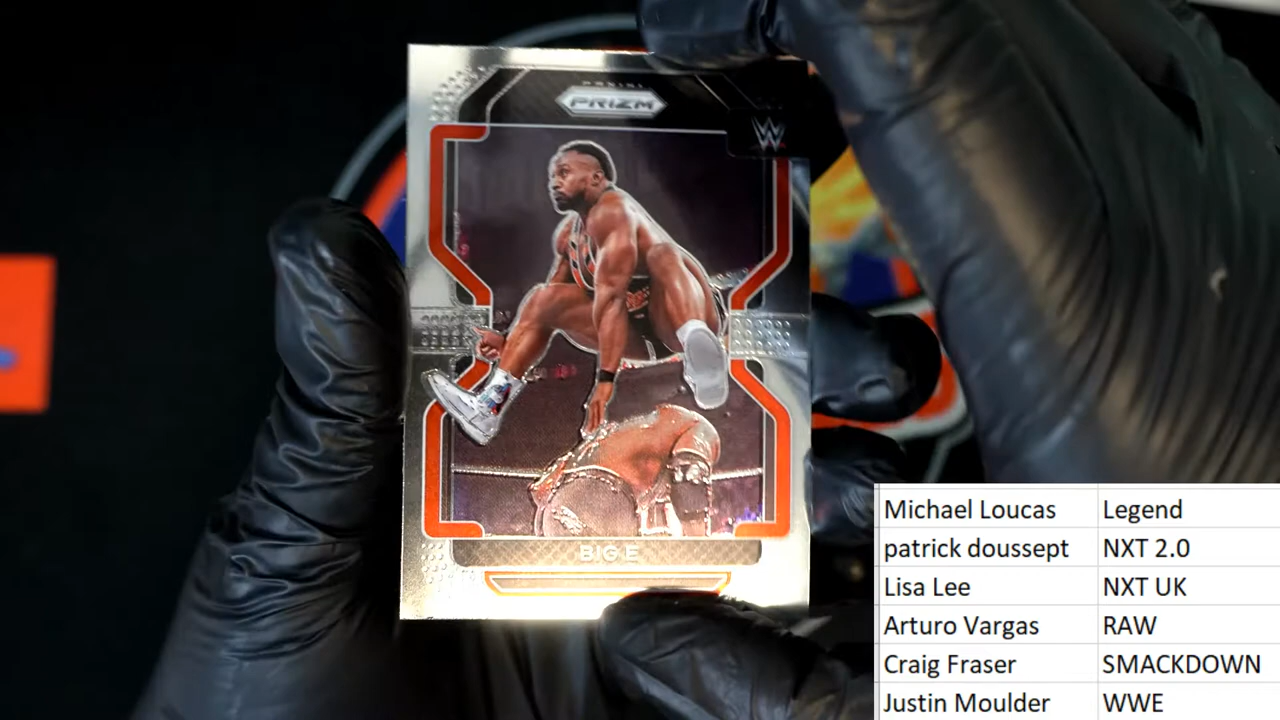 PANINI
PRIZM
W
BIG E
Michael Loucas Legend
patrick doussept NXT 2.0
Lisa Lee NXT UK
Arturo Vargas RAW
Craig Fraser SMACKDOWN
Justin Moulder WWE